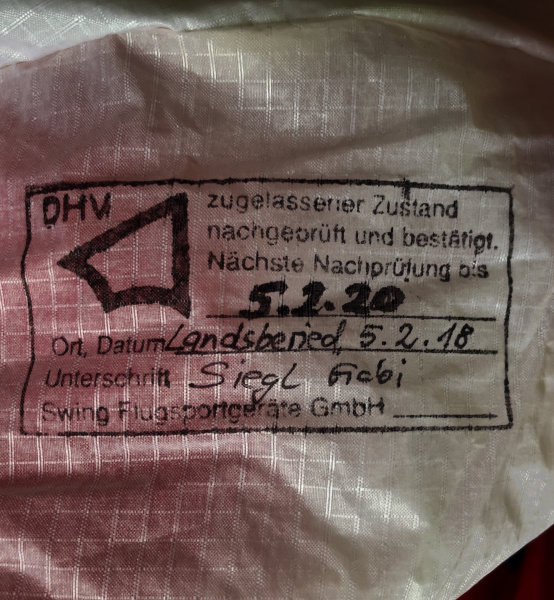 DHV
zugelassener Zustand
nachgeprüft und bestätigt.
Nächste Nachprüfung bis
5.2.20
Ort, Datum Landsberied, 5.2.18
Unterschrift Siegl Gabi
Swing Flugsportgeräte GmbH